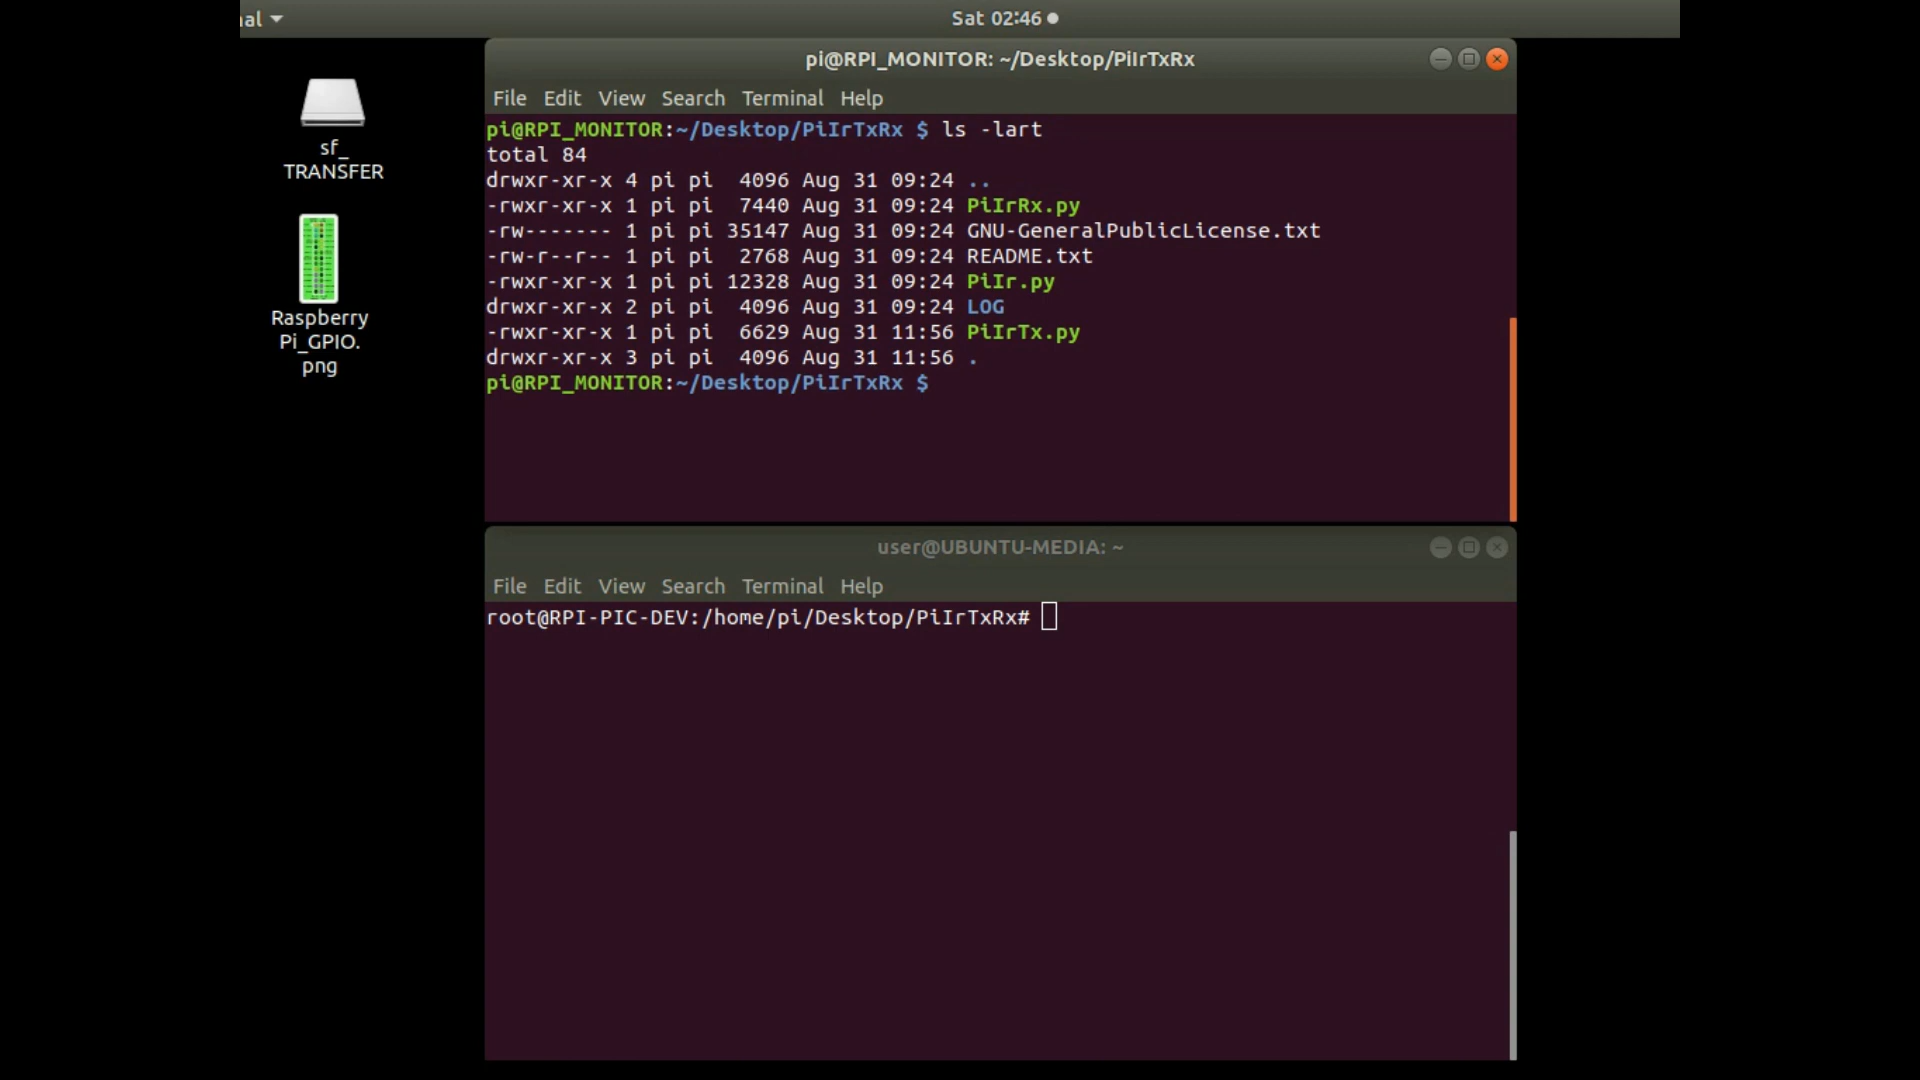 al
Sat 02:46
sf_
TRANSFER
Raspberry
Pi_GPIO.
png
pi@RPI_MONITOR: ~/Desktop/PiIrTxRx
File Edit View Search Terminal Help
pi@RPI_MONITOR:~/Desktop/PiIrTxRx $ ls -lart
total 84
drwxr-xr-x 4 pi pi  4096 Aug 31 09:24 ..
-rwxr-xr-x 1 pi pi  7440 Aug 31 09:24 PiIrRx.py
-rw------- 1 pi pi 35147 Aug 31 09:24 GNU-GeneralPublicLicense.txt
-rw-r--r-- 1 pi pi  2768 Aug 31 09:24 README.txt
-rwxr-xr-x 1 pi pi 12328 Aug 31 09:24 PiIr.py
drwxr-xr-x 2 pi pi  4096 Aug 31 09:24 LOG
-rwxr-xr-x 1 pi pi  6629 Aug 31 11:56 PiIrTx.py
drwxr-xr-x 3 pi pi  4096 Aug 31 11:56 .
pi@RPI_MONITOR:~/Desktop/PiIrTxRx $
user@UBUNTU-MEDIA: ~
File Edit View Search Terminal Help
root@RPI-PIC-DEV:/home/pi/Desktop/PiIrTxRx#